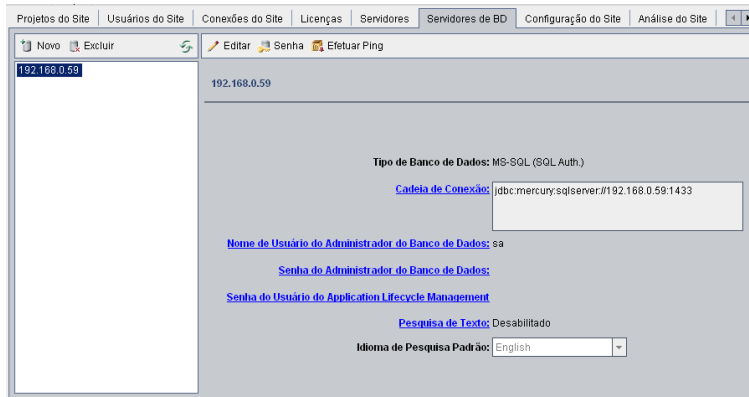 Projetos do Site Usuários do Site Conexões do Site Licenças Servidores Servidores de BD Configuração do Site Análise do Site
Novo Excluir Editar Senha Efetuar Ping
192.168.0.59
192.168.0.59
Tipo de Banco de Dados: MS-SQL (SQL Auth.)
Cadeia de Conexão: jdbc:mercury:sqlserver://192.168.0.59:1433
Nome de Usuário do Administrador do Banco de Dados: sa
Senha do Administrador do Banco de Dados:
Senha do Usuário do Application Lifecycle Management
Pesquisa de Texto: Desabilitado
Idioma de Pesquisa Padrão: English